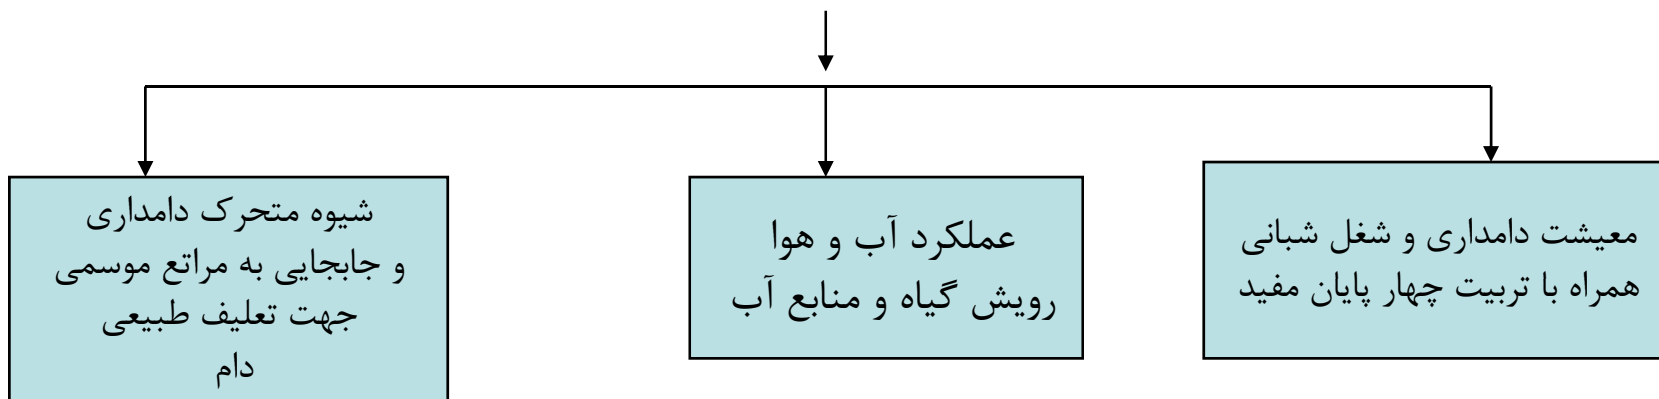 معیشت دامداری و شغل شبانی
همراه با تربیت چهار پایان مفید
عملکرد آب و هوا
رویش گیاه و منابع آب
شیوه متحرک دامداری
و جابجایی به مراتع موسمی
جهت تعلیف طبیعی
دام